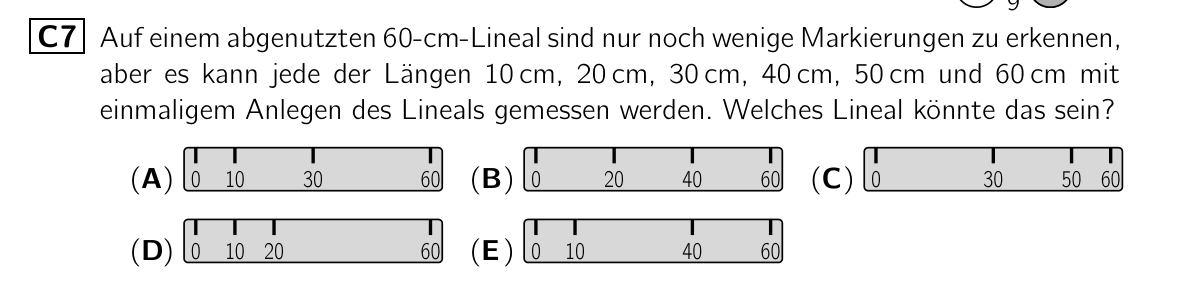 C7 Auf einem abgenutzten 60-cm-Lineal sind nur noch wenige Markierungen zu erkennen,
aber es kann jede der Längen 10 cm, 20 cm, 30 cm, 40 cm, 50 cm und 60 cm mit
einmaligem Anlegen des Lineals gemessen werden. Welches Lineal könnte das sein?
(A) 0 10 30 60 (B) 0 20 40 60 (C) 0 30 50 60
(D) 0 10 20 60 (E) 0 10 40 60